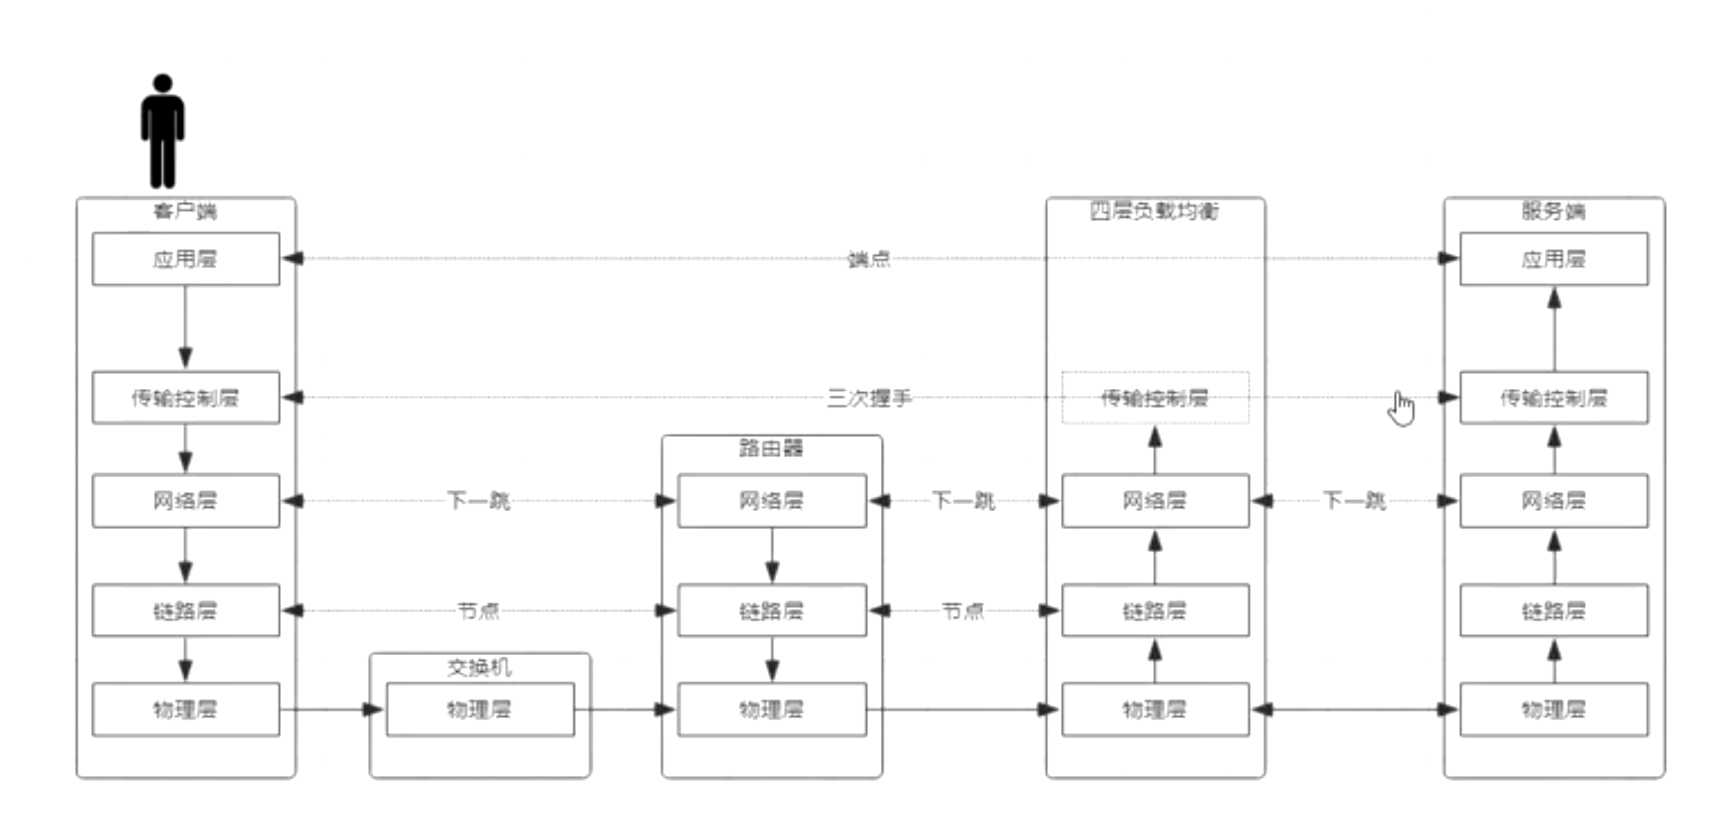 客户端
四层负载均衡
服务端
应用层
端点
应用层
传输控制层
三次握手
传输控制层
传输控制层
路由器
网络层
下一跳
网络层
下一跳
网络层
下一跳
网络层
链路层
节点
链路层
节点
链路层
链路层
交换机
物理层
物理层
物理层
物理层
物理层